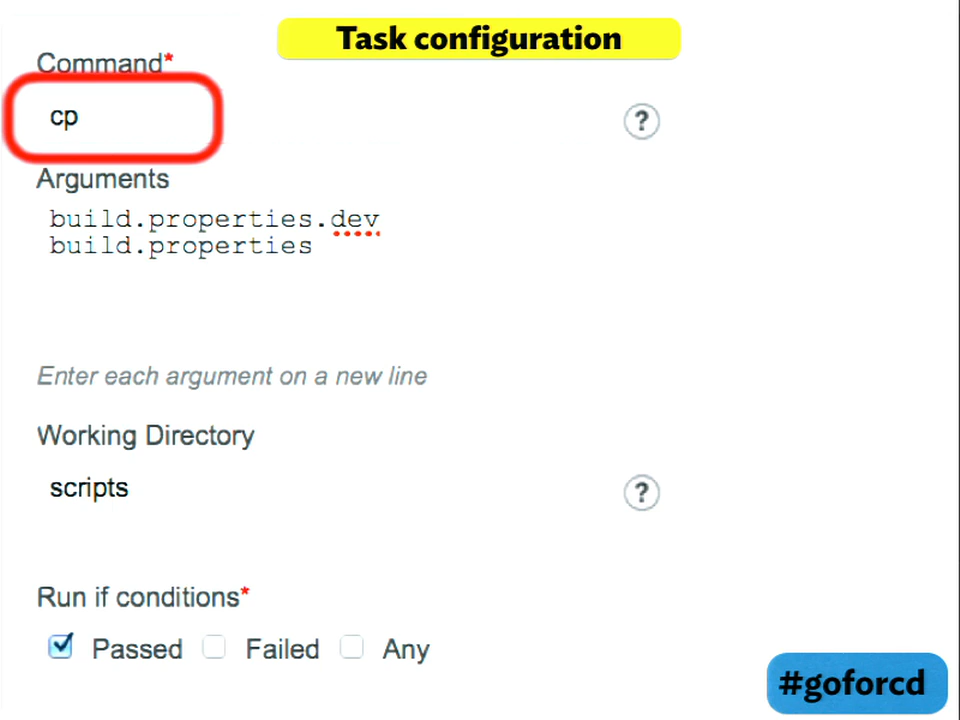 Task configuration
Command*
cp
?
Arguments
build.properties.dev
build.properties
Enter each argument on a new line
Working Directory
scripts
?
Run if conditions*
Passed Failed Any
#goforcd